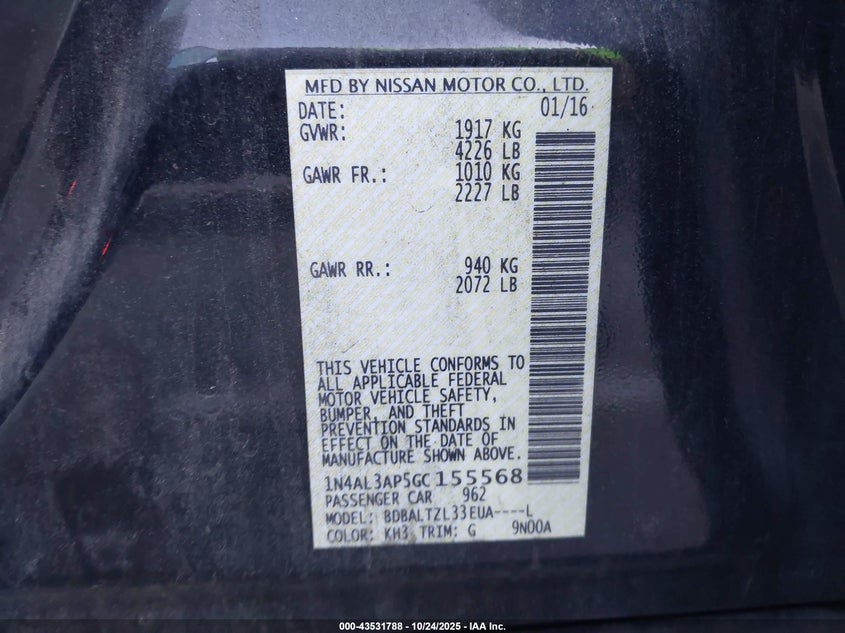 MFD BY NISSAN MOTOR CO., LTD.
DATE: 01/16
GVWR: 1917 KG
4226 LB
GAWR FR.: 1010 KG
2227 LB
GAWR RR.: 940 KG
2072 LB
THIS VEHICLE CONFORMS TO
ALL APPLICABLE FEDERAL
MOTOR VEHICLE SAFETY,
BUMPER, AND THEFT
PREVENTION STANDARDS IN
EFFECT ON THE DATE OF
MANUFACTURE SHOWN ABOVE.
1N4AL3AP5GC155568
PASSENGER CAR 962
MODEL: BDBALTZL33EUA----L
COLOR: KH3 TRIM: G 9N00A
000-43531788 - 10/24/2025 - IAA Inc.